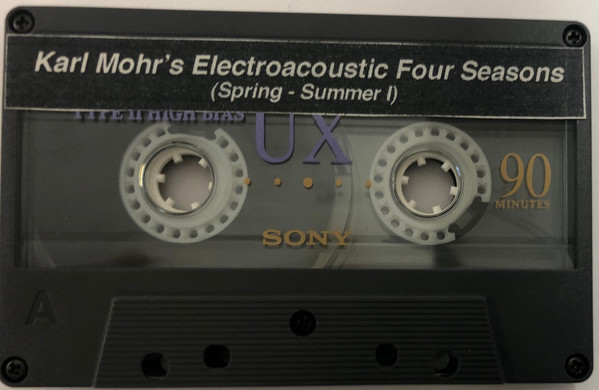 Karl Mohr's Electroacoustic Four Seasons
(Spring - Summer I)
TYPE II HIGH BIAS
UX
90
MINUTES
SONY
A